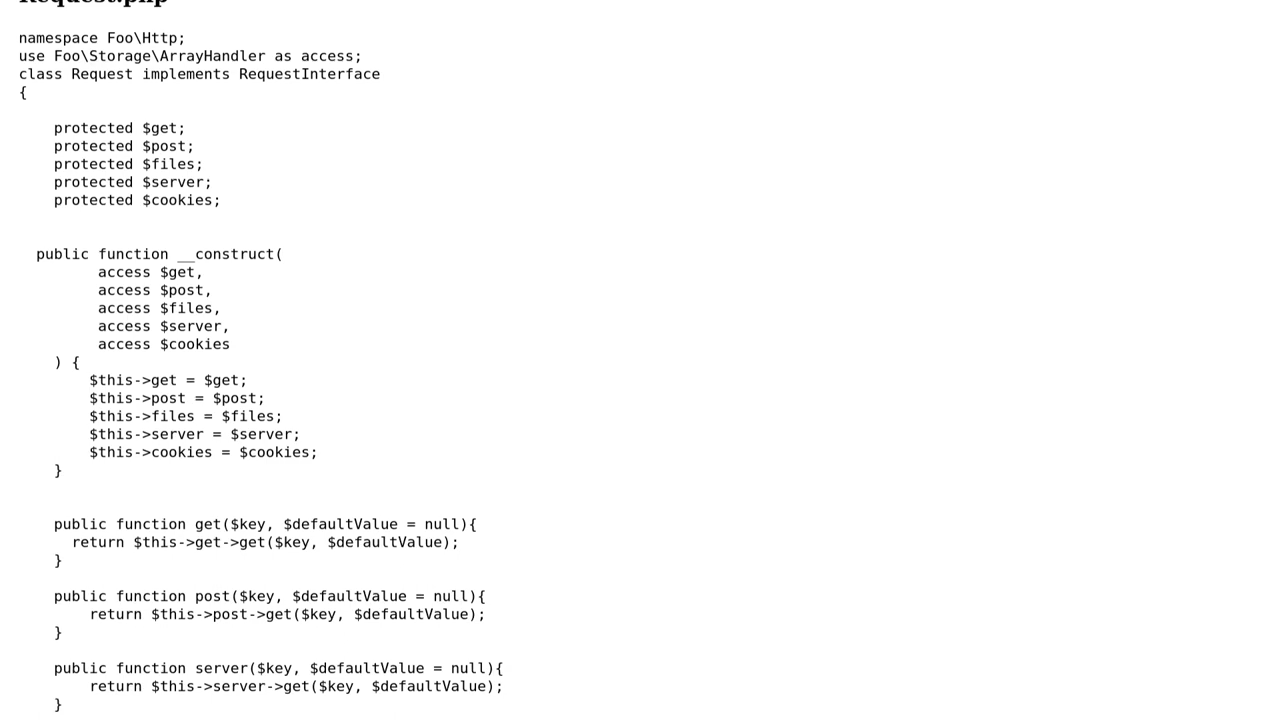 Request.php
namespace Foo\Http;
use Foo\Storage\ArrayHandler as access;
class Request implements RequestInterface
{
    protected $get;
    protected $post;
    protected $files;
    protected $server;
    protected $cookies;
  public function __construct(
         access $get,
         access $post,
         access $files,
         access $server,
         access $cookies
    ) {
        $this->get = $get;
        $this->post = $post;
        $this->files = $files;
        $this->server = $server;
        $this->cookies = $cookies;
    }
    public function get($key, $defaultValue = null){
      return $this->get->get($key, $defaultValue);
    }
    public function post($key, $defaultValue = null){
        return $this->post->get($key, $defaultValue);
    }
    public function server($key, $defaultValue = null){
        return $this->server->get($key, $defaultValue);
    }